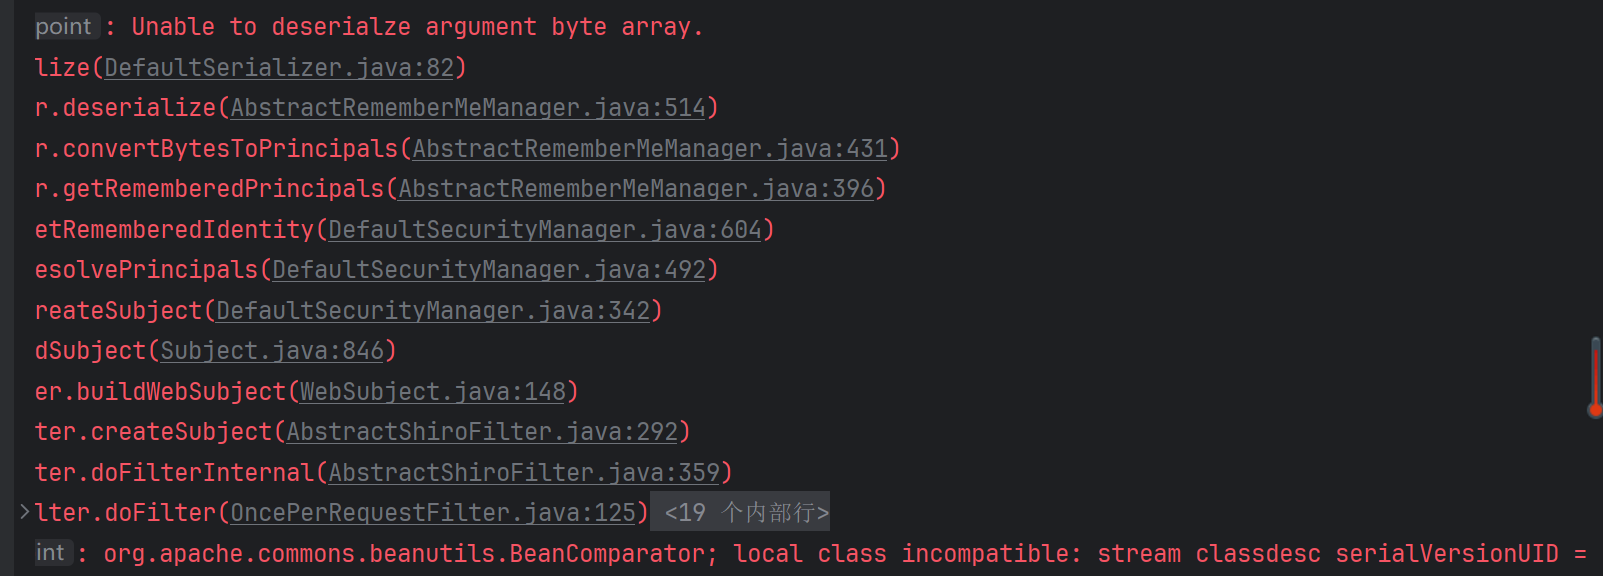 point : Unable to deserialze argument byte array.
lize(DefaultSerializer.java:82)
r.deserialize(AbstractRememberMeManager.java:514)
r.convertBytesToPrincipals(AbstractRememberMeManager.java:431)
r.getRememberedPrincipals(AbstractRememberMeManager.java:396)
etRememberedIdentity(DefaultSecurityManager.java:604)
esolvePrincipals(DefaultSecurityManager.java:492)
reateSubject(DefaultSecurityManager.java:342)
dSubject(Subject.java:846)
er.buildWebSubject(WebSubject.java:148)
ter.createSubject(AbstractShiroFilter.java:292)
ter.doFilterInternal(AbstractShiroFilter.java:359)
lter.doFilter(OncePerRequestFilter.java:125) <19 个内部行>
int : org.apache.commons.beanutils.BeanComparator; local class incompatible: stream classdesc serialVersionUID =